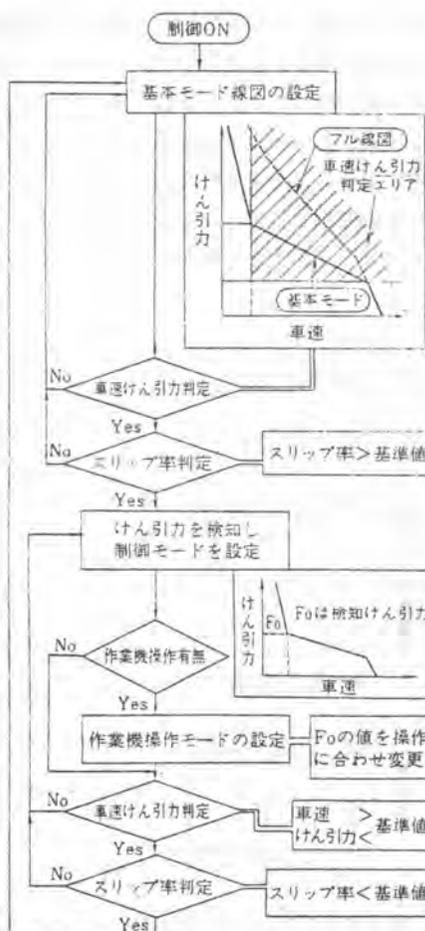 制御ON
基本モード線図の設定
け
ん
引
力
フル線図
車速けん引力
判定エリア
基本モード
車速
No
車速けん引力判定
Yes
No
スリップ率判定
スリップ率>基準値
Yes
けん引力を検知し
制御モードを設定
け
ん
引
力
Fo
Foは検知けん引力
車速
No
作業機操作有無
Yes
作業機操作モードの設定
Foの値を操作
に合わせ変更
No
車速けん引力判定
車速 >
けん引力 < 基準値
Yes
No
スリップ率判定
スリップ率<基準値
Yes